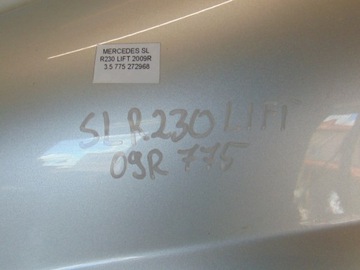 MERCEDES SL
R230 LIFT 2009R
3.5 775 272968
SL R230 LIFT
09R 775